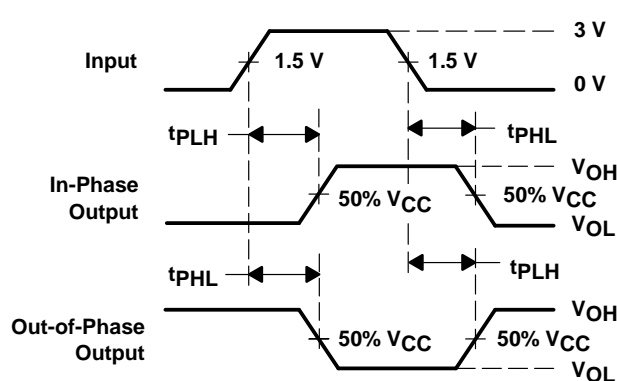 3 V
Input
1.5 V
1.5 V
0 V
tPLH
tPHL
VOH
In-Phase
Output
50% VCC
50% VCC
VOL
tPHL
tPLH
VOH
Out-of-Phase
Output
50% VCC
50% VCC
VOL